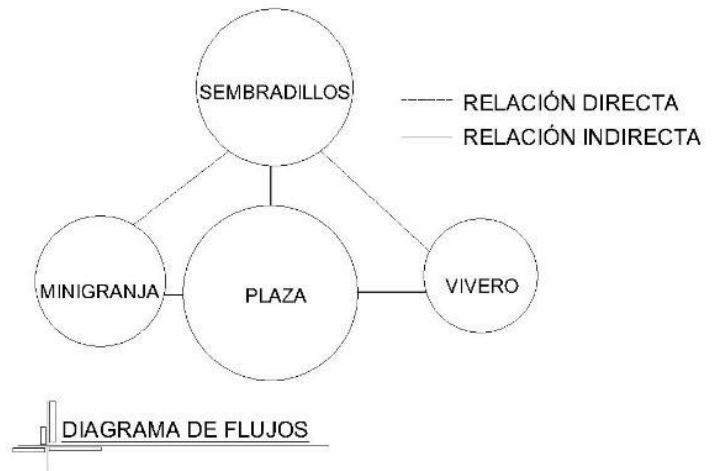 SEMBRADILLOS
RELACIÓN DIRECTA
RELACIÓN INDIRECTA
MINIGRANJA
PLAZA
VIVERO
DIAGRAMA DE FLUJOS